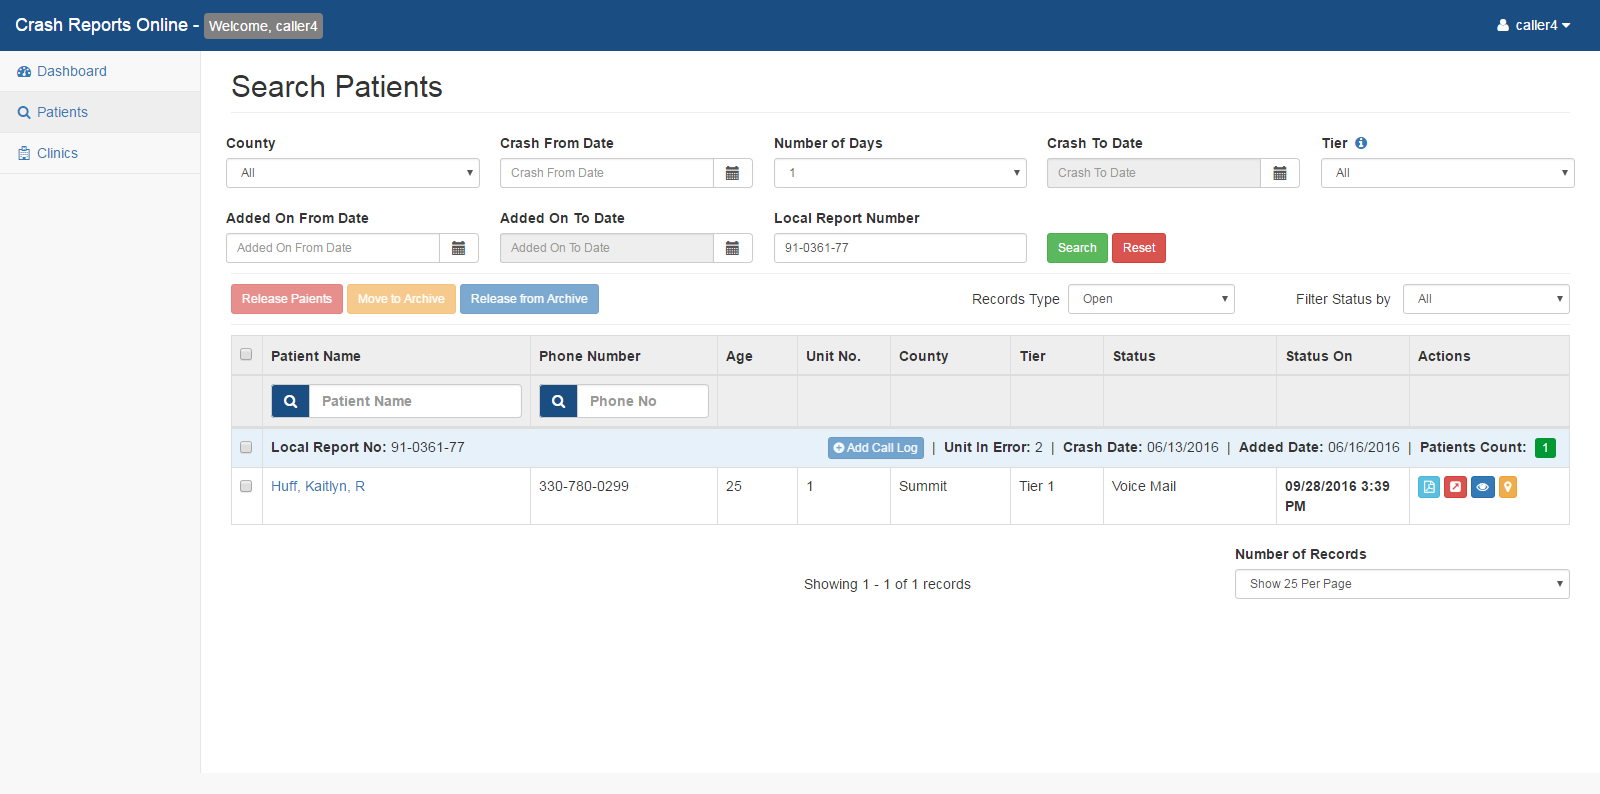 Crash Reports Online - Welcome, caller4
caller4
Dashboard
Patients
Clinics
Search Patients
County
Crash From Date
Number of Days
Crash To Date
Tier
All
Crash From Date
1
Crash To Date
All
Added On From Date
Added On To Date
Local Report Number
Added On From Date
Added On To Date
91-0361-77
Search
Reset
Release Paients
Move to Archive
Release from Archive
Records Type
Open
Filter Status by
All
Patient Name
Phone Number
Age
Unit No.
County
Tier
Status
Status On
Actions
Patient Name
Phone No
Local Report No: 91-0361-77
Add Call Log | Unit In Error: 2 | Crash Date: 06/13/2016 | Added Date: 06/16/2016 | Patients Count: 1
Huff, Kaitlyn, R
330-780-0299
25
1
Summit
Tier 1
Voice Mail
09/28/2016 3:39
PM
Number of Records
Showing 1 - 1 of 1 records
Show 25 Per Page